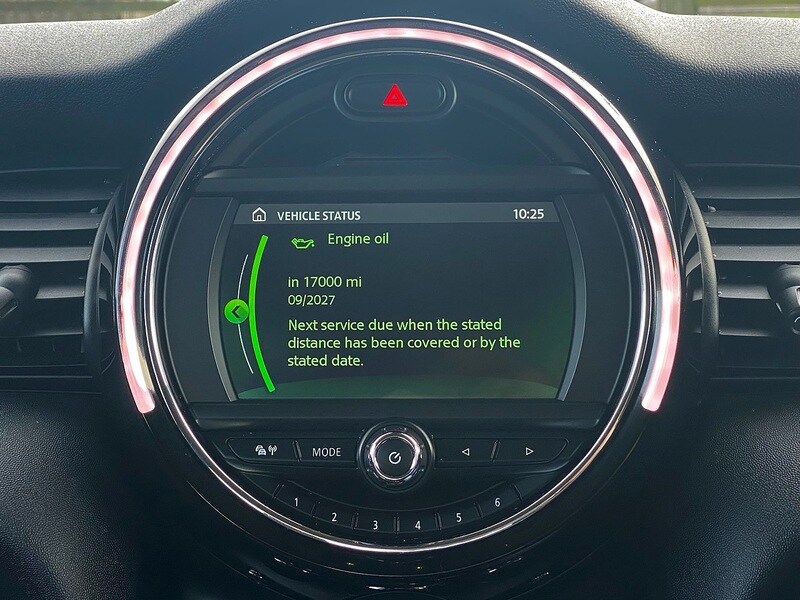 VEHICLE STATUS 10:25
Engine oil
in 17000 mi
09/2027
Next service due when the stated
distance has been covered or by the
stated date.
MODE
1 2 3 4 5 6